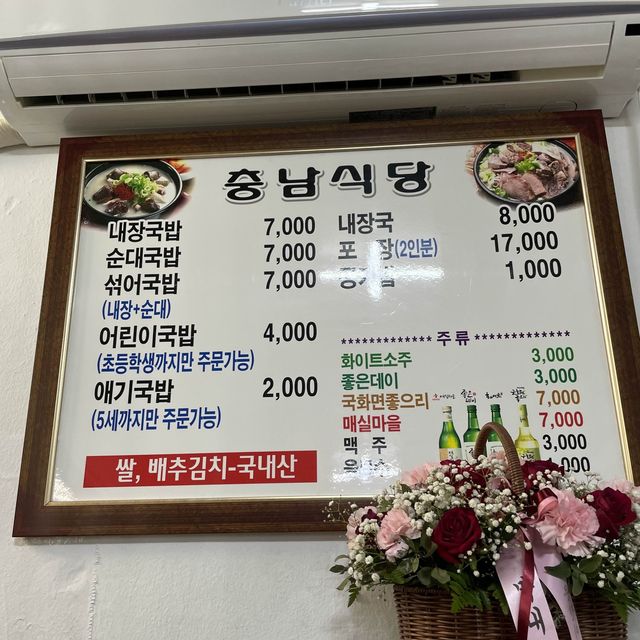 충남식당
내장국밥 7,000
순대국밥 7,000
섞어국밥 7,000
(내장+순대)
어린이국밥 4,000
(초등학생까지만 주문가능)
애기국밥 2,000
(5세까지만 주문가능)
쌀, 배추김치-국내산
내장국 8,000
포 장(2인분) 17,000
1,000
************* 주 류 *************
화이트소주 3,000
좋은데이 3,000
국화면좋으리 7,000
매실마을 7,000
맥 주 3,000